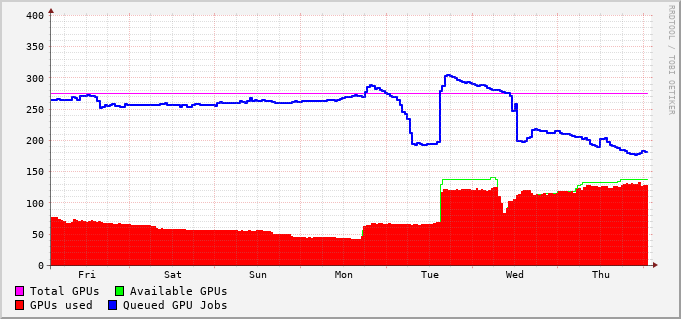 400
350
300
250
200
150
100
50
0
Fri Sat Sun Mon Tue Wed Thu
Total GPUs Available GPUs
GPUs used Queued GPU Jobs
RRDTOOL / TOBI OETIKER